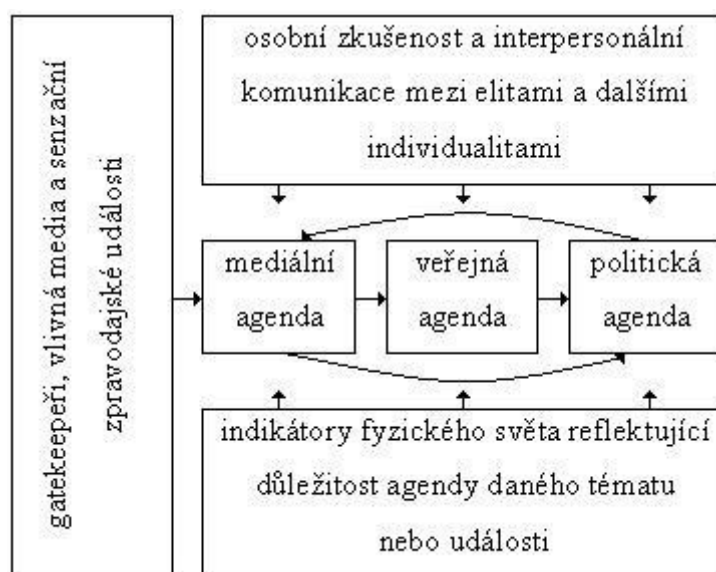 gatekeepeři, vlivná media a senzační
zpravodajské události
osobní zkušenost a interpersonální
komunikace mezi elitami a dalšími
individualitami
mediální
agenda
veřejná
agenda
politická
agenda
indikátory fyzického světa reflektující
důležitost agendy daného tématu
nebo události